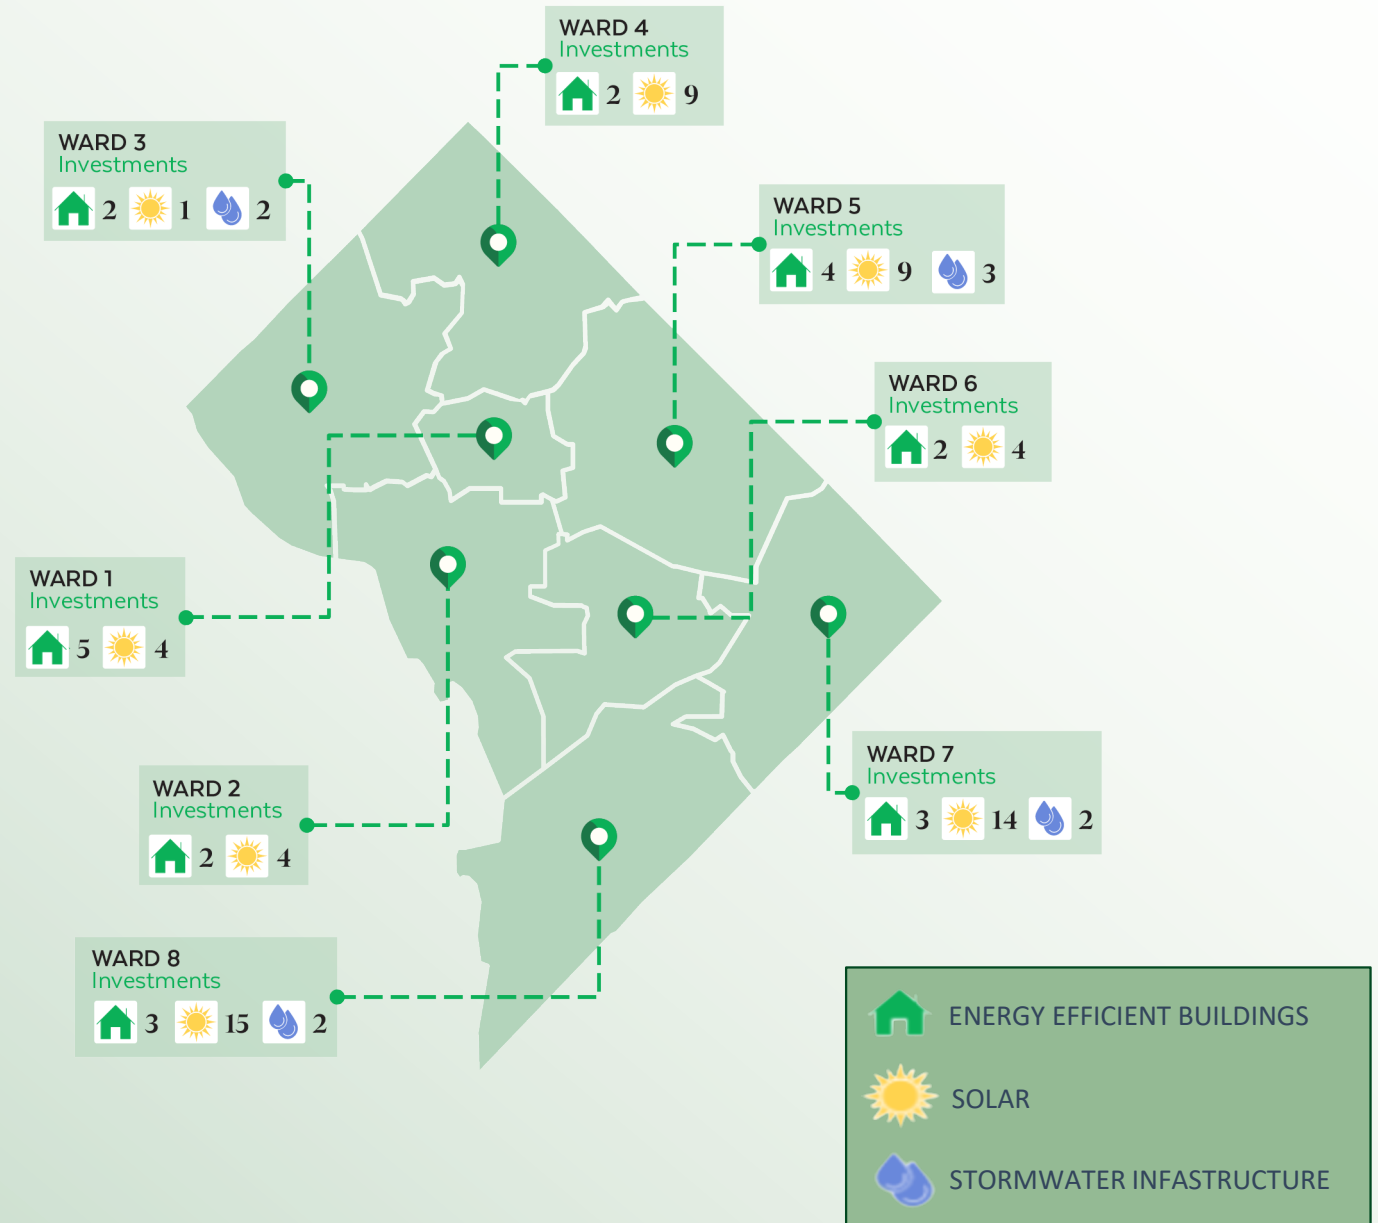 WARD 4
Investments
2 9
WARD 3
Investments
2 1 2
WARD 5
Investments
4 9 3
WARD 6
Investments
2 4
WARD 1
Investments
5 4
WARD 7
Investments
3 14 2
WARD 2
Investments
2 4
WARD 8
Investments
3 15 2
ENERGY EFFICIENT BUILDINGS
SOLAR
STORMWATER INFASTRUCTURE